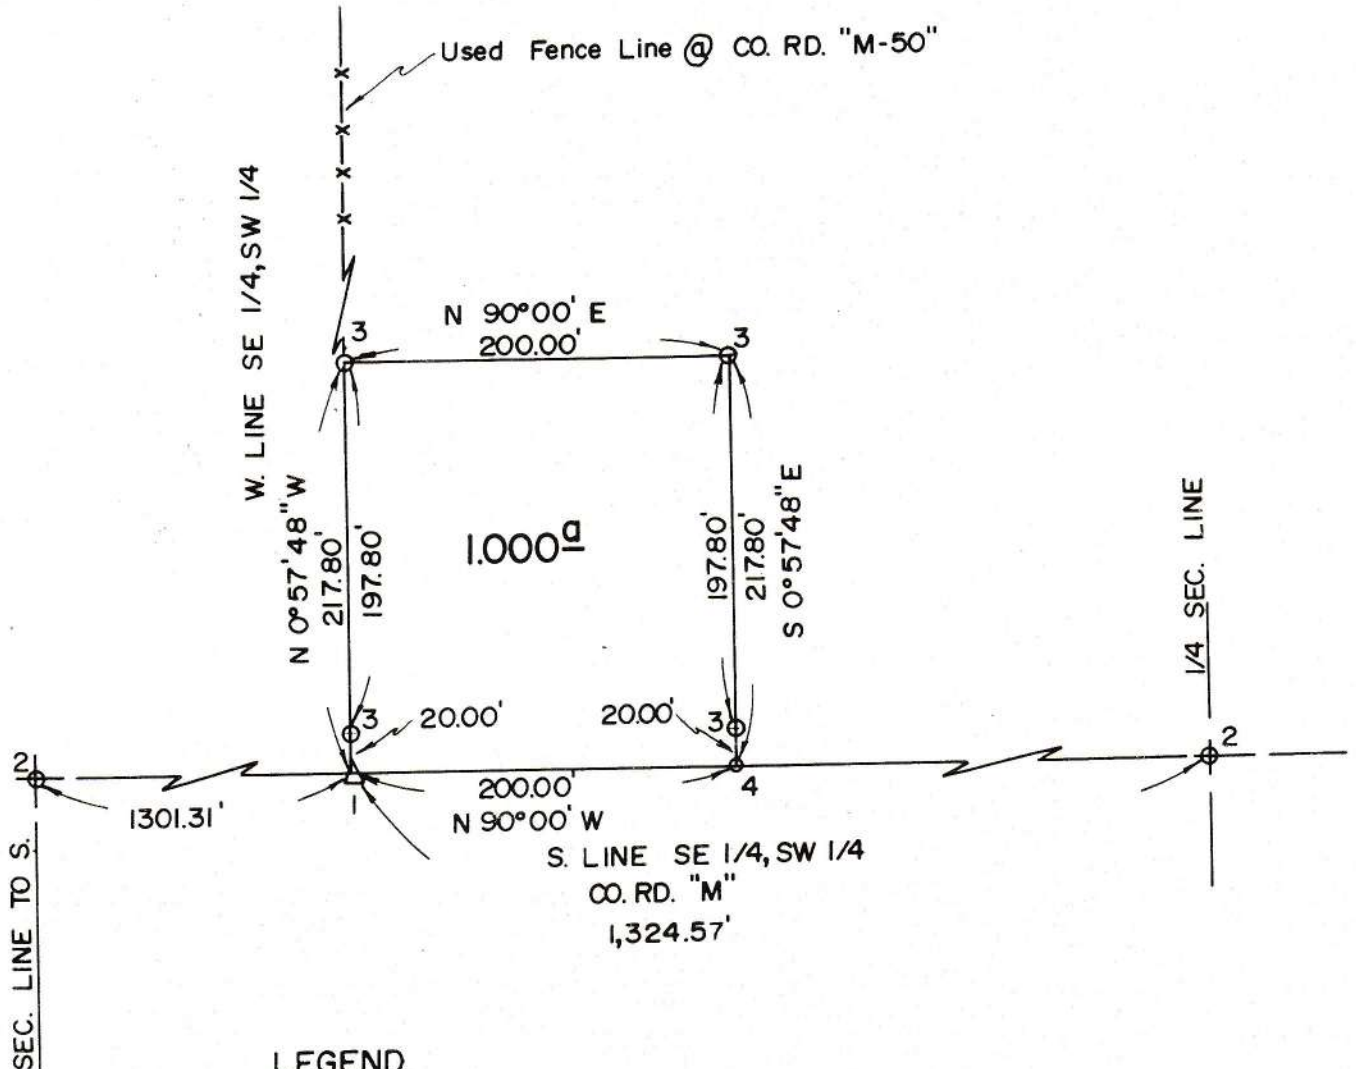 Used Fence Line @ CO. RD. "M-50"
W. LINE SE 1/4, SW 1/4
3
N 90°00' E
200.00'
3
N 0°57'48" W
217.80'
197.80'
1.000a
197.80'
217.80'
S 0°57'48" E
1/4 SEC. LINE
3
20.00'
20.00'
3
2
2
1301.31'
1
200.00'
N 90°00' W
4
S. LINE SE 1/4, SW 1/4
CO. RD. "M"
1,324.57'
SEC. LINE TO S.
LEGEND